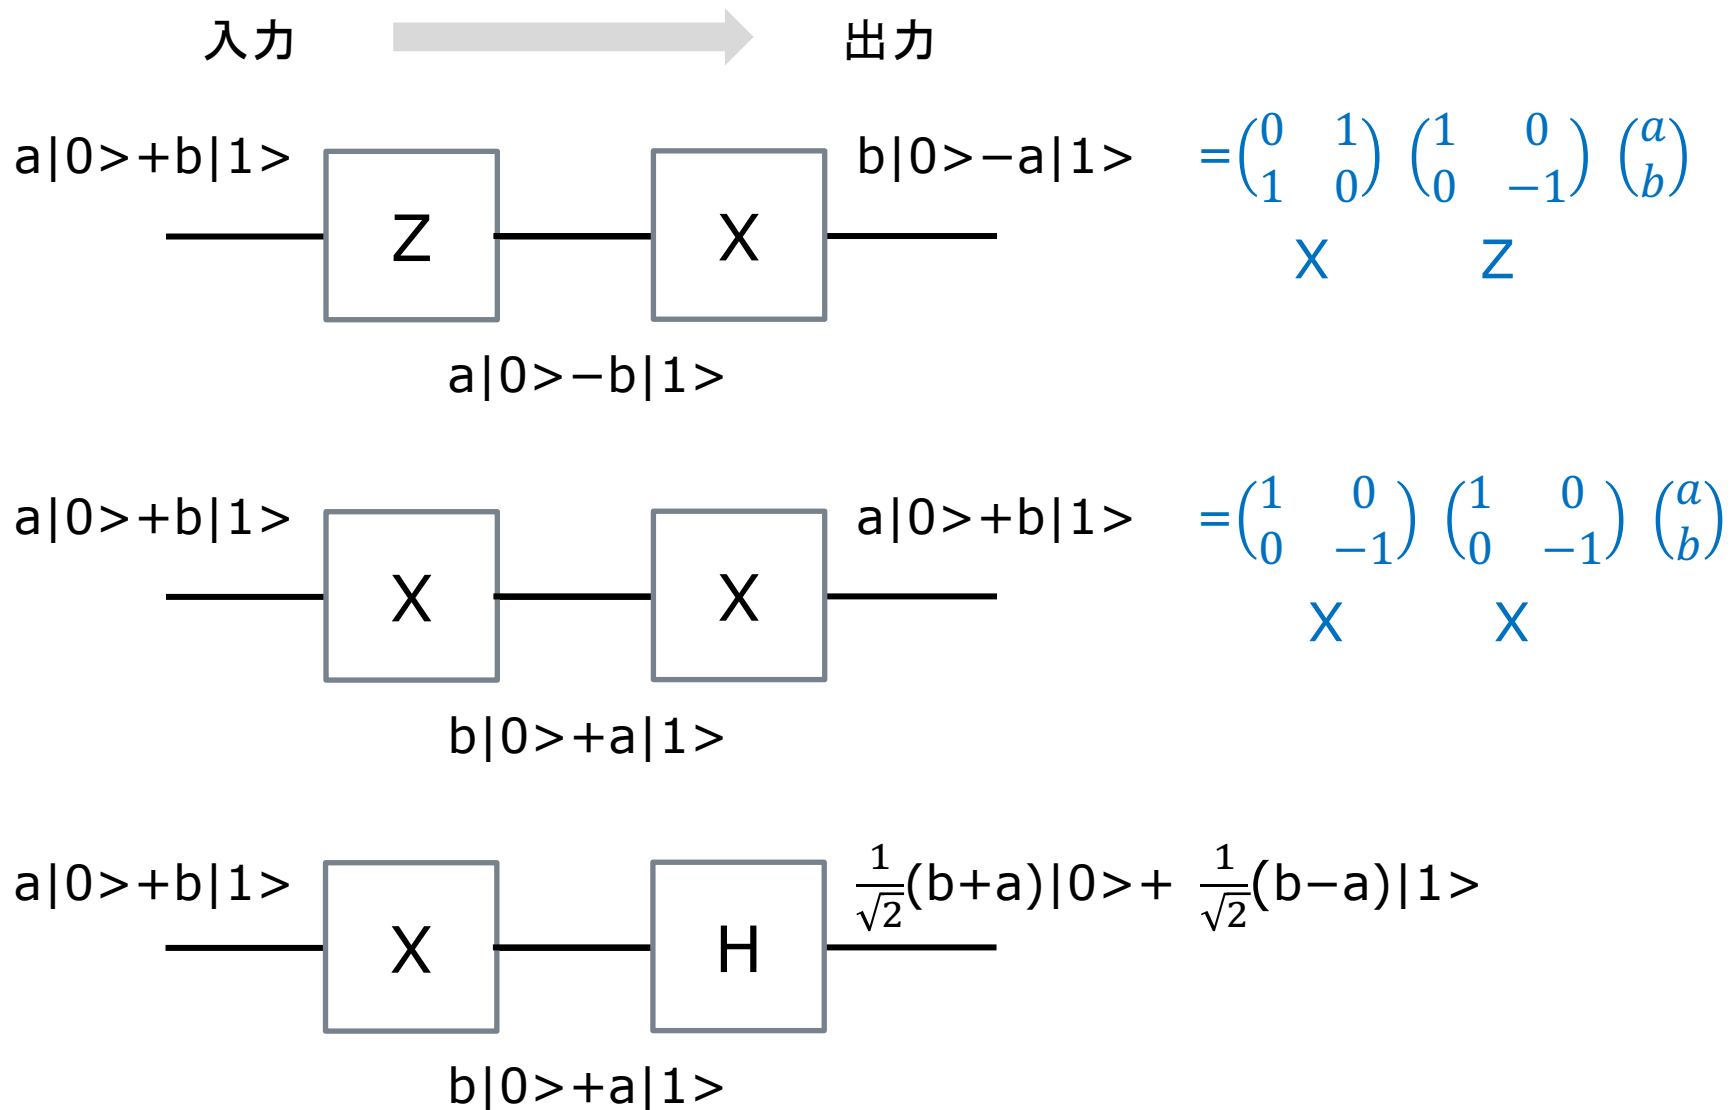 入力 出力
a|0>+b|1> Z X b|0>−a|1> =(0 1 1 0) (1 0 0 −1) (a b)
X Z
a|0>−b|1>
a|0>+b|1> X X a|0>+b|1> =(1 0 0 −1) (1 0 0 −1) (a b)
X X
b|0>+a|1>
a|0>+b|1> X H 1/√2(b+a)|0>+ 1/√2(b−a)|1>
b|0>+a|1>